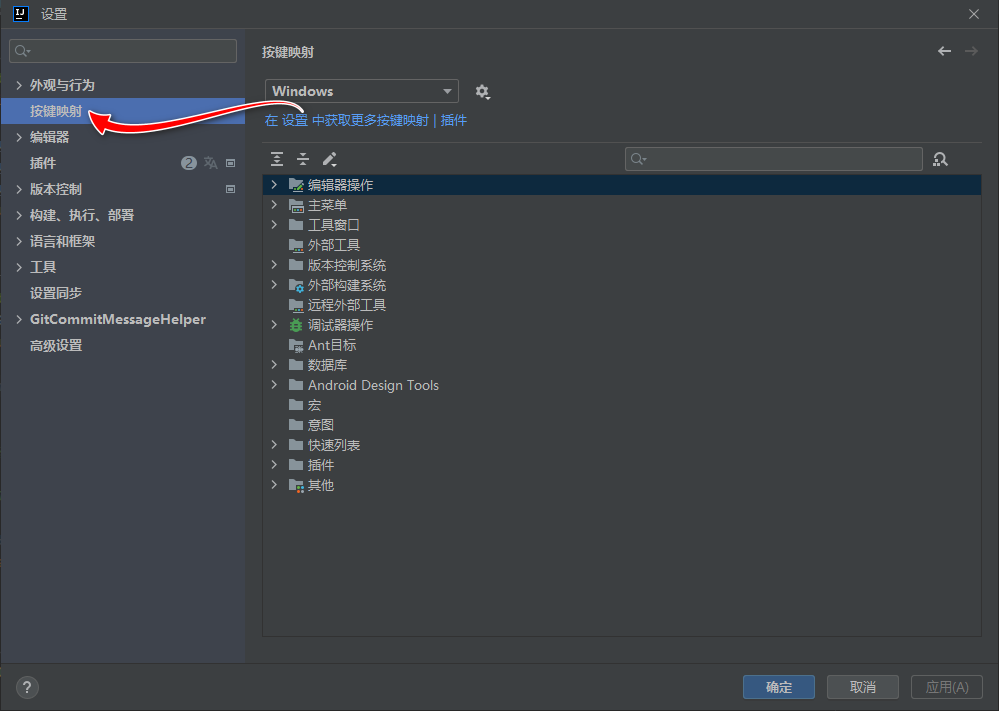 IJ 设置
外观与行为
按键映射
编辑器
插件 2
版本控制
构建、执行、部署
语言和框架
工具
设置同步
GitCommitMessageHelper
高级设置
按键映射
Windows
在 设置 中获取更多按键映射 | 插件
编辑器操作
主菜单
工具窗口
外部工具
版本控制系统
外部构建系统
远程外部工具
调试器操作
Ant目标
数据库
Android Design Tools
宏
意图
快速列表
插件
其他
?
确定
取消
应用(A)